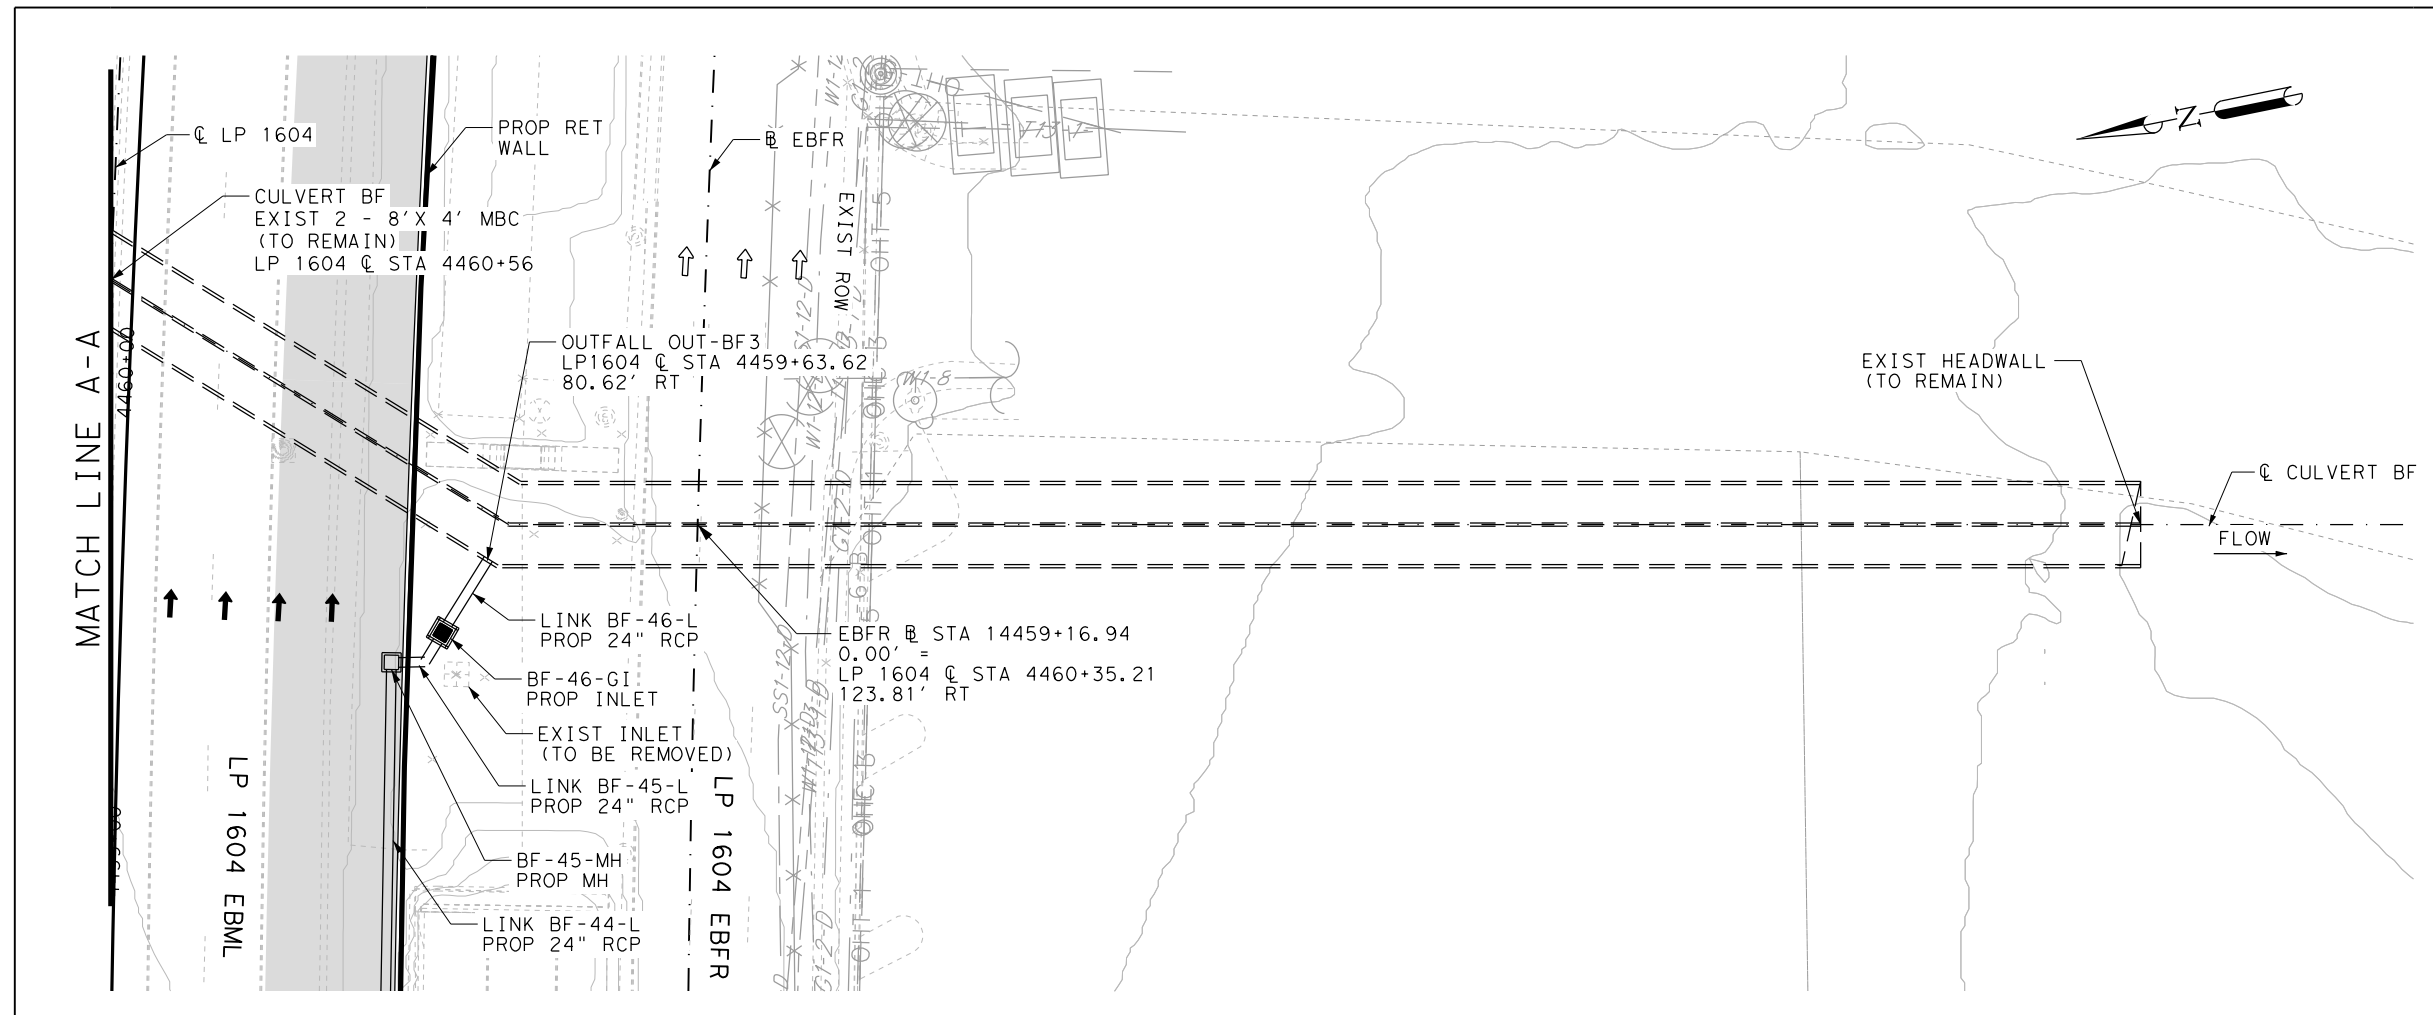 ℄ LP 1604
PROP RET
WALL
℄ EBFR
N
CULVERT BF
EXIST 2 - 8'X 4' MBC
(TO REMAIN)
LP 1604 ℄ STA 4460+56
EXIST ROW
OHT 5
W1-8
OUTFALL OUT-BF3
LP1604 ℄ STA 4459+63.62
80.62' RT
EXIST HEADWALL
(TO REMAIN)
MATCH LINE A-A
4460+00
℄ CULVERT BF
FLOW
LINK BF-46-L
PROP 24" RCP
EBFR ⅊ STA 14459+16.94
0.00' =
LP 1604 ℄ STA 4460+35.21
123.81' RT
BF-46-GI
PROP INLET
EXIST INLET
(TO BE REMOVED)
LINK BF-45-L
PROP 24" RCP
LP 1604 EBML
LP 1604 EBFR
BF-45-MH
PROP MH
LINK BF-44-L
PROP 24" RCP